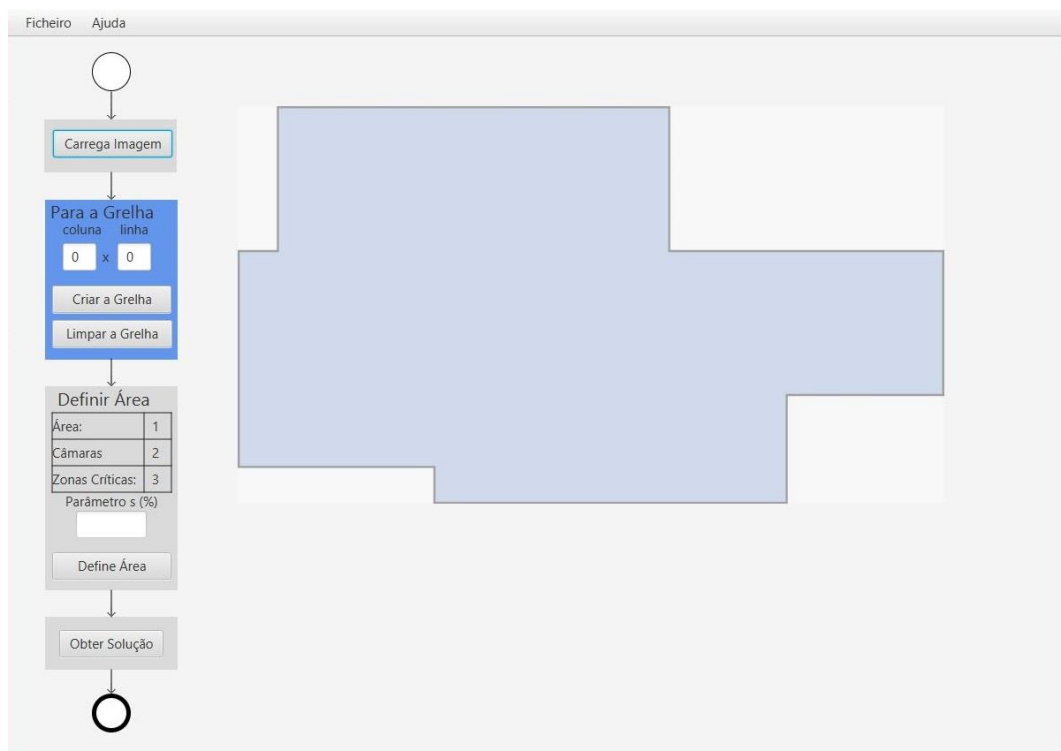 Ficheiro Ajuda
Carrega Imagem
Para a Grelha
coluna linha
0 x 0
Criar a Grelha
Limpar a Grelha
Definir Área
Área: 1
Câmaras 2
Zonas Críticas: 3
Parâmetro s (%)
Define Área
Obter Solução